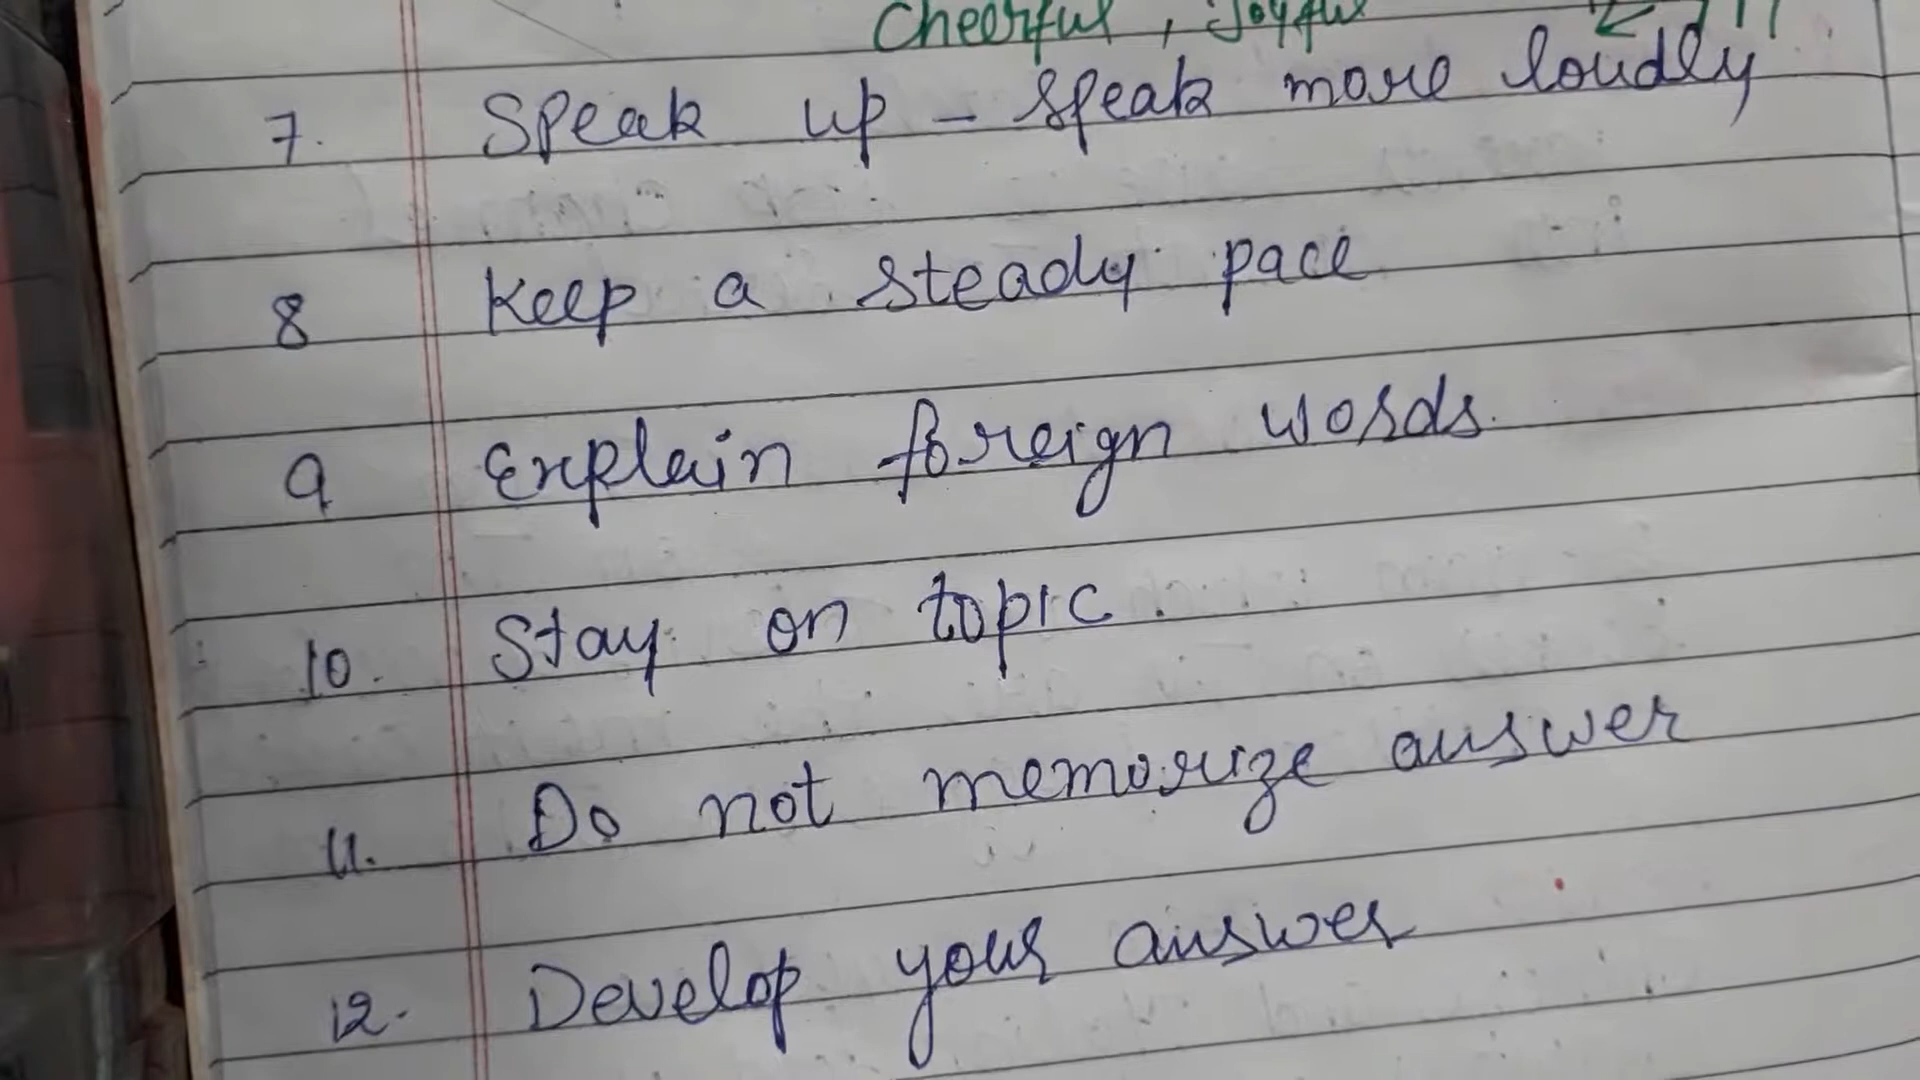 Cheerful, Joyful
7. Speak up - speak more loudly
8 Keep a steady pace
9 Explain foreign words.
10. Stay on topic.
11. Do not memorize answer
12. Develop your answer